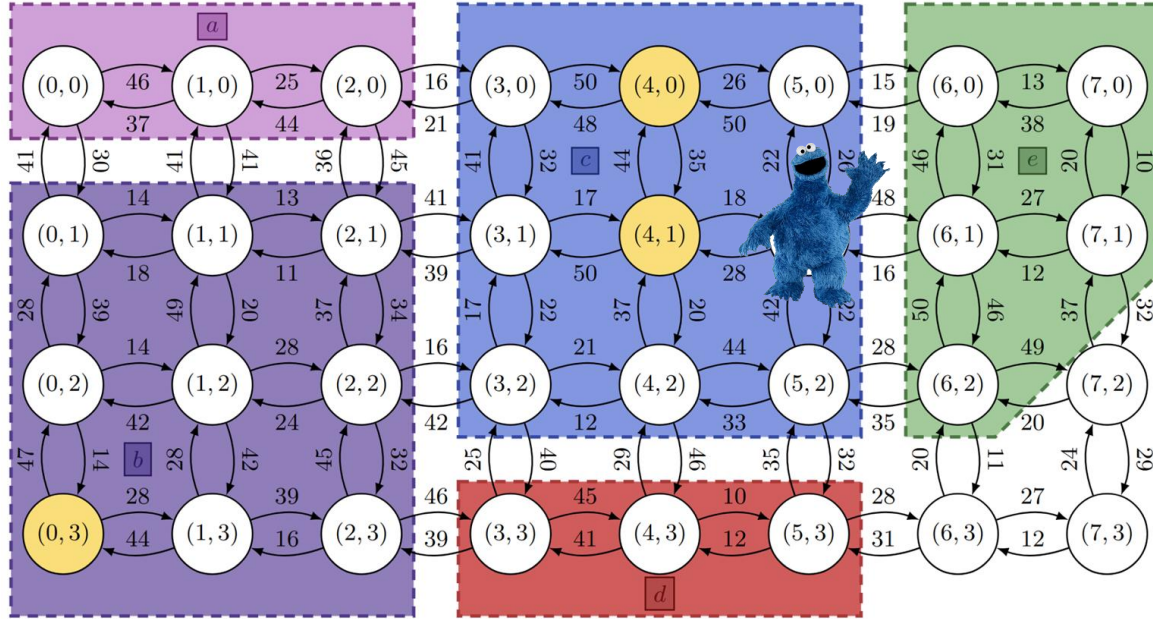 a
(0, 0) 46 (1, 0) 25 (2, 0) 16 (3, 0) 50 (4, 0) 26 (5, 0) 15 (6, 0) 13 (7, 0)
37 44 21 48 50 19 38
41 30 41 41 36 45 41 32 c 44 35 22 26 46 31 e 20 10
14 13 41 17 18 48 27
(0, 1) (1, 1) (2, 1) (3, 1) (4, 1) (6, 1) (7, 1)
18 11 39 50 28 16 12
28 39 49 20 37 34 17 22 37 20 42 22 50 46 37 32
14 28 16 21 44 28 49
(0, 2) (1, 2) (2, 2) (3, 2) (4, 2) (5, 2) (6, 2) (7, 2)
42 24 42 12 33 35 20
47 14 b 28 42 45 32 25 40 29 46 35 32 20 11 24 29
28 39 46 45 10 28 27
(0, 3) (1, 3) (2, 3) (3, 3) (4, 3) (5, 3) (6, 3) (7, 3)
44 16 39 41 12 31 12
d